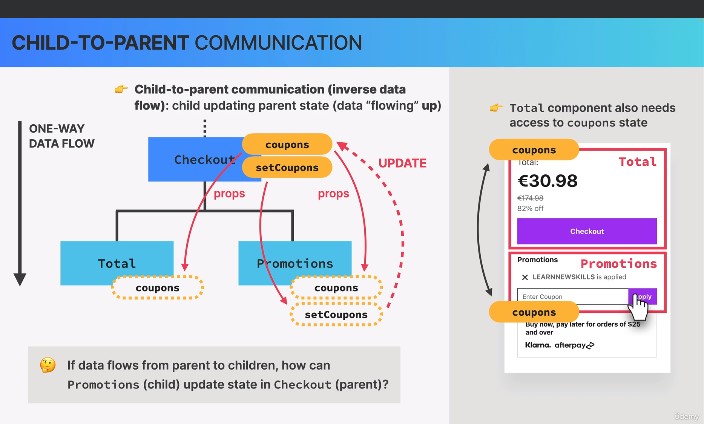 CHILD-TO-PARENT COMMUNICATION
👉 Child-to-parent communication (inverse data
flow): child updating parent state (data “flowing” up)
ONE-WAY
DATA FLOW
Checkout
coupons
setCoupons
UPDATE
props
props
Total
coupons
Promotions
coupons
setCoupons
🤔 If data flows from parent to children, how can
Promotions (child) update state in Checkout (parent)?
👉 Total component also needs
access to coupons state
coupons
Total:
Total
€30.98
€174.98
82% off
Checkout
Promotions
Promotions
✕ LEARNNEWSKILLS is applied
Enter Coupon
Apply
coupons
Buy now, pay later for orders of $25
and over
Klarna. afterpay
Udemy